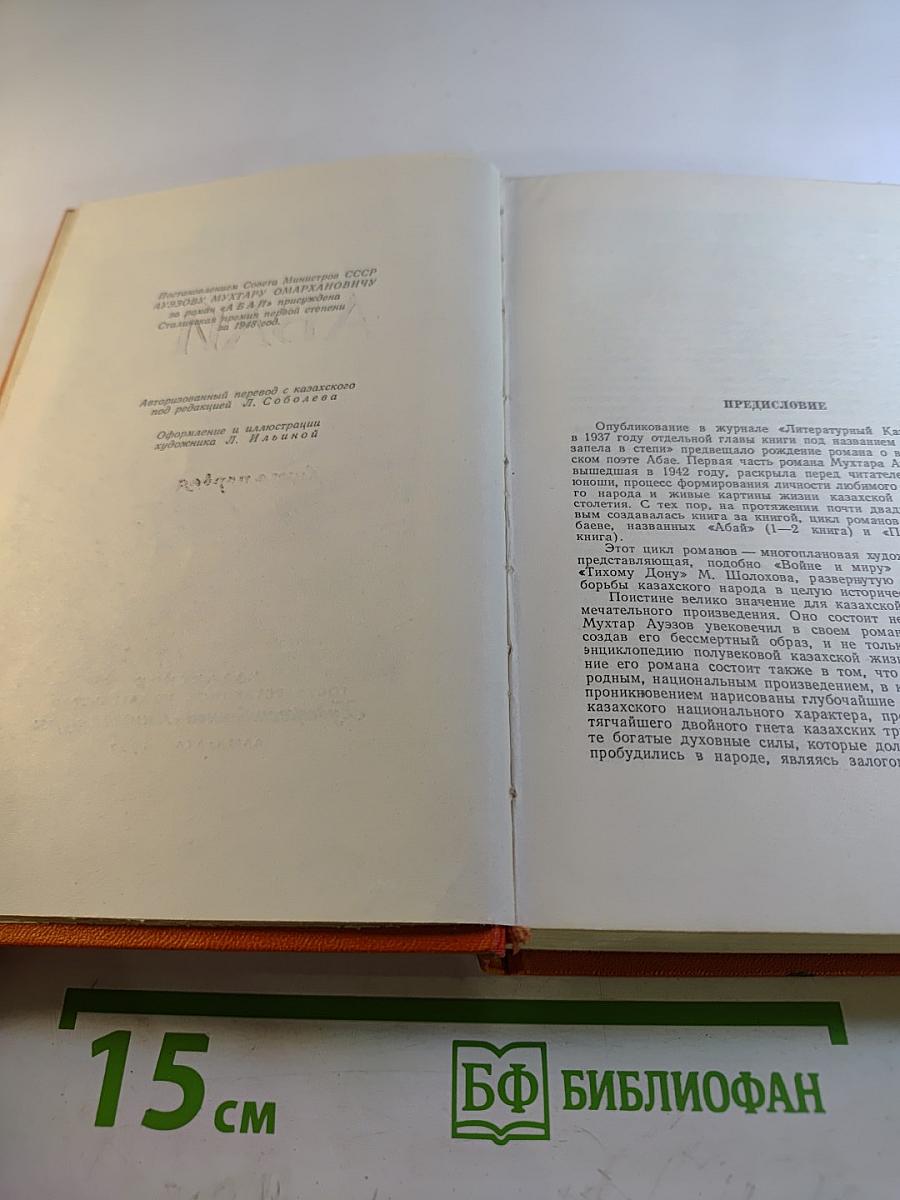 Постановлением Совета Министров СССР
АУЭЗОВУ МУХТАРУ ОМАРХАНОВИЧУ
за роман «АБАЙ» присуждена
Сталинская премия первой степени
за 1948 год.
Авторизованный перевод с казахского
под редакцией Л. Соболева
Оформление и иллюстрации
художника Л. Ильиной
ПРЕДИСЛОВИЕ
Опубликование в журнале «Литературный Каз
в 1937 году отдельной главы книги под названием
запела в степи» предвещало рождение романа о в
ском поэте Абае. Первая часть романа Мухтара А
вышедшая в 1942 году, раскрыла перед читателе
юноши, процесс формирования личности любимого
го народа и живые картины жизни казахской
столетия. С тех пор, на протяжении почти двад
вым создавалась книга за книгой, цикл романов
баеве, названных «Абай» (1—2 книга) и «П
книга).
Этот цикл романов — многоплановая худо
представляющая, подобно «Войне и миру»
«Тихому Дону» М. Шолохова, развернутую
борьбы казахского народа в целую историчес
Поистине велико значение для казахской
мечательного произведения. Оно состоит не
Мухтар Ауэзов увековечил в своем роман
создав его бессмертный образ, и не тольк
энциклопедию полувековой казахской жизн
ние его романа состоит также в том, что
родным, национальным произведением, в к
проникновением нарисованы глубочайшие
казахского национального характера, пр
тягчайшего двойного гнета казахских тр
те богатые духовные силы, которые дол
пробудились в народе, являясь залогом
15 см
БФ БИБЛИОФАН